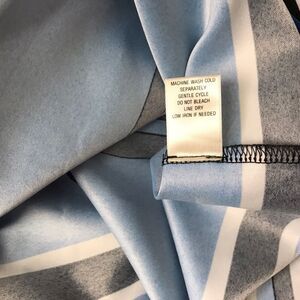 MACHINE WASH COLD
SEPARATELY
GENTLE CYCLE
DO NOT BLEACH
LINE DRY
LOW IRON IF NEEDED